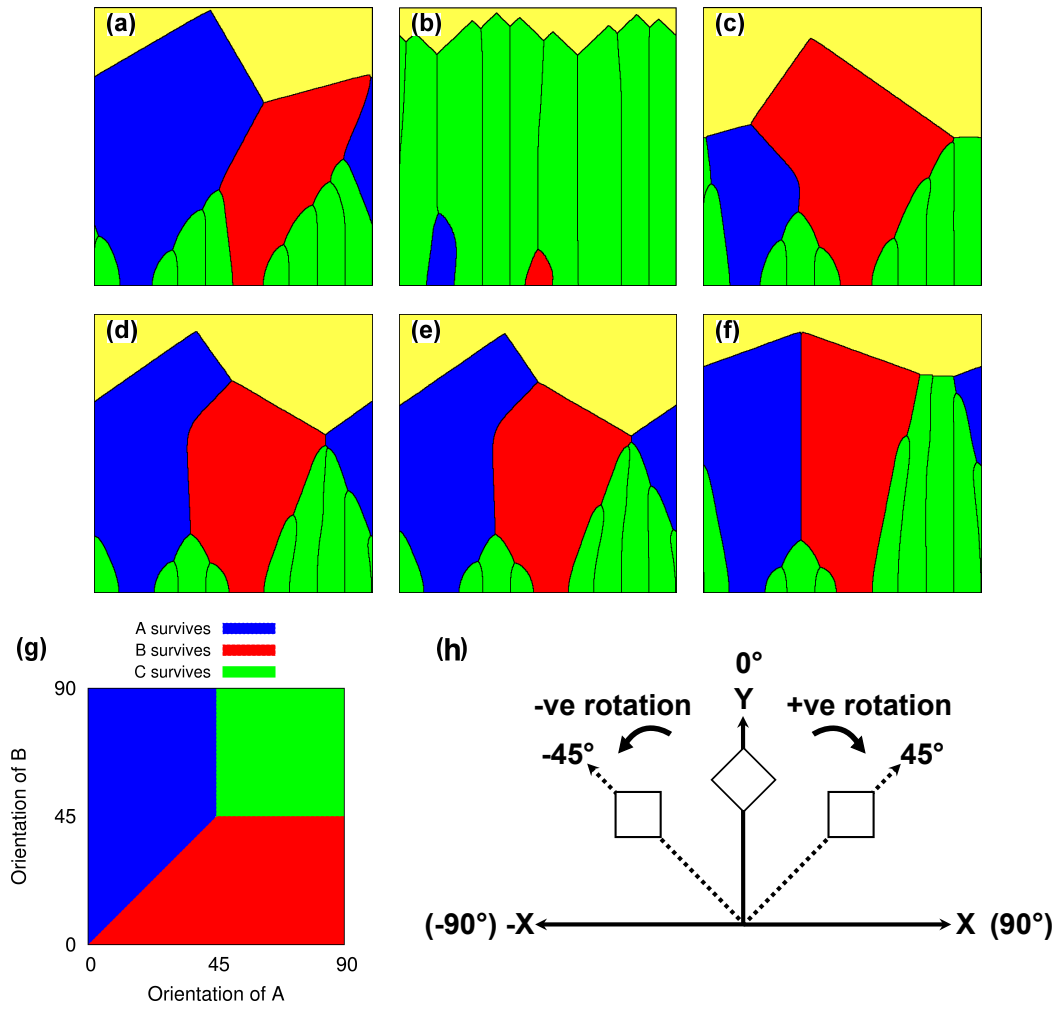 (a)
(b)
(c)
(d)
(e)
(f)
(g)
A survives
B survives
C survives
90
45
0
Orientation of B
0
45
90
Orientation of A
(h)
0°
Y
-ve rotation
+ve rotation
-45°
45°
(-90°) -X
X (90°)